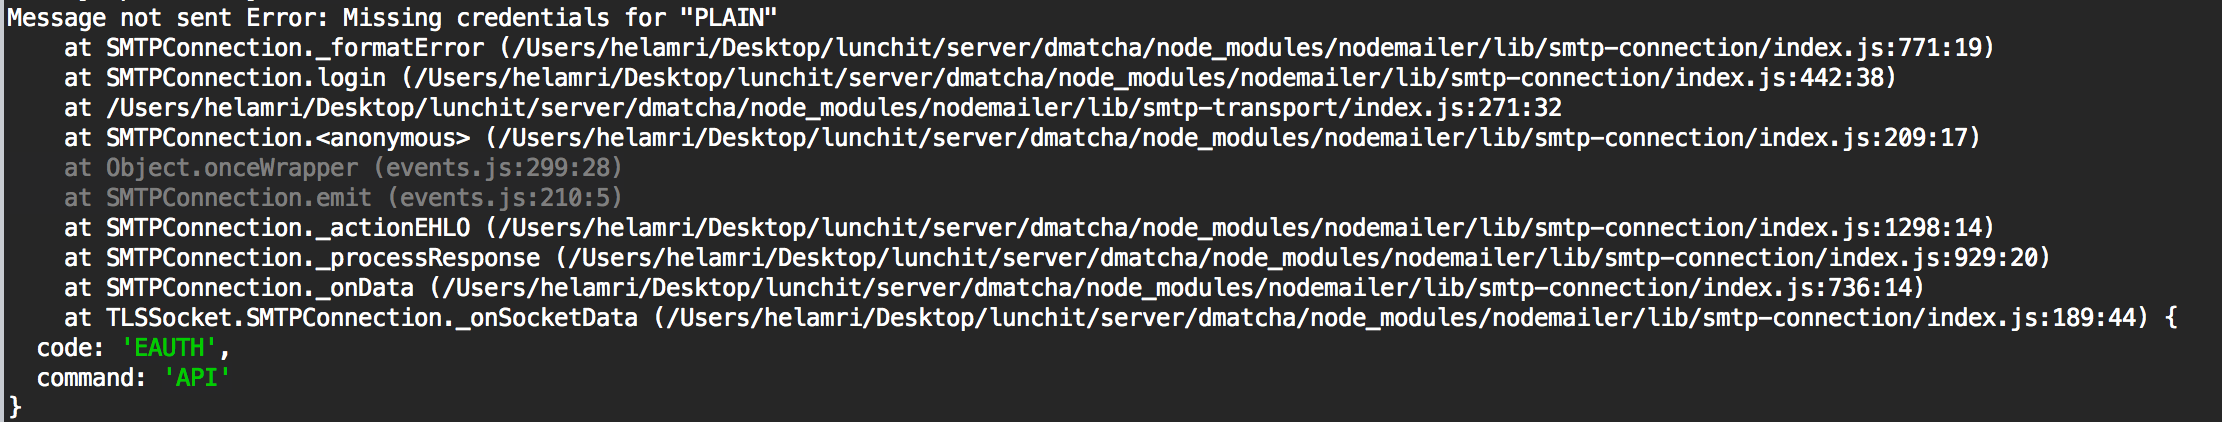 Message not sent Error: Missing credentials for "PLAIN"
    at SMTPConnection._formatError (/Users/helamri/Desktop/lunchit/server/dmatcha/node_modules/nodemailer/lib/smtp-connection/index.js:771:19)
    at SMTPConnection.login (/Users/helamri/Desktop/lunchit/server/dmatcha/node_modules/nodemailer/lib/smtp-connection/index.js:442:38)
    at /Users/helamri/Desktop/lunchit/server/dmatcha/node_modules/nodemailer/lib/smtp-transport/index.js:271:32
    at SMTPConnection.<anonymous> (/Users/helamri/Desktop/lunchit/server/dmatcha/node_modules/nodemailer/lib/smtp-connection/index.js:209:17)
    at Object.onceWrapper (events.js:299:28)
    at SMTPConnection.emit (events.js:210:5)
    at SMTPConnection._actionEHLO (/Users/helamri/Desktop/lunchit/server/dmatcha/node_modules/nodemailer/lib/smtp-connection/index.js:1298:14)
    at SMTPConnection._processResponse (/Users/helamri/Desktop/lunchit/server/dmatcha/node_modules/nodemailer/lib/smtp-connection/index.js:929:20)
    at SMTPConnection._onData (/Users/helamri/Desktop/lunchit/server/dmatcha/node_modules/nodemailer/lib/smtp-connection/index.js:736:14)
    at TLSSocket.SMTPConnection._onSocketData (/Users/helamri/Desktop/lunchit/server/dmatcha/node_modules/nodemailer/lib/smtp-connection/index.js:189:44) {
  code: 'EAUTH',
  command: 'API'
}